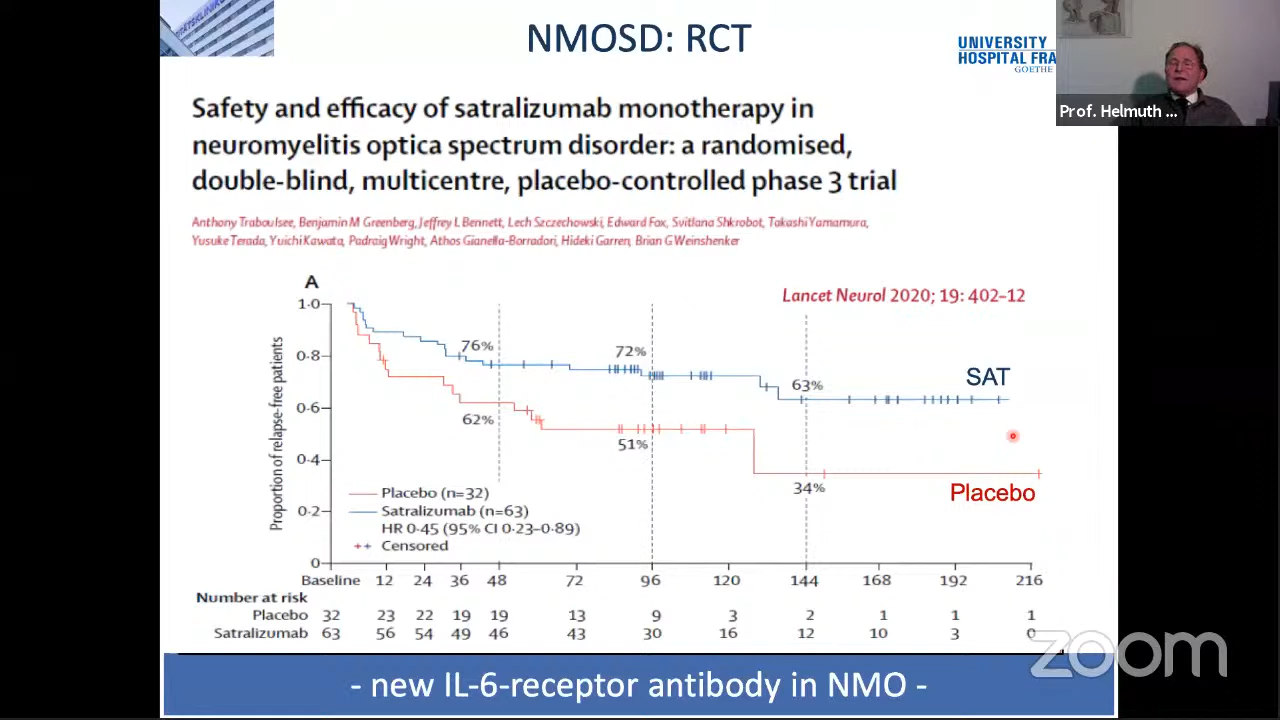 NMOSD: RCT
UNIVERSITY
HOSPITAL FRA
GOETHE
Prof. Helmuth ...
Safety and efficacy of satralizumab monotherapy in
neuromyelitis optica spectrum disorder: a randomised,
double-blind, multicentre, placebo-controlled phase 3 trial
Anthony Traboulsee, Benjamin M Greenberg, Jeffrey L Bennett, Lech Szczechowski, Edward Fox, Svitlana Shkrobot, Takashi Yamamura,
Yusuke Terada, Yuichi Kawata, Padraig Wright, Athos Gianella-Borradori, Hideki Garren, Brian G Weinshenker
A
Lancet Neurol 2020; 19: 402–12
Proportion of relapse-free patients
1·0
0·8
0·6
0·4
0·2
0
76%
72%
63%
SAT
62%
51%
34%
Placebo
Placebo (n=32)
Satralizumab (n=63)
HR 0·45 (95% CI 0·23–0·89)
Censored
Baseline 12 24 36 48 72 96 120 144 168 192 216
Number at risk
Placebo 32 23 22 19 19 13 9 3 2 1 1 1
Satralizumab 63 56 54 49 46 43 30 16 12 10 3 0
zoom
- new IL-6-receptor antibody in NMO -